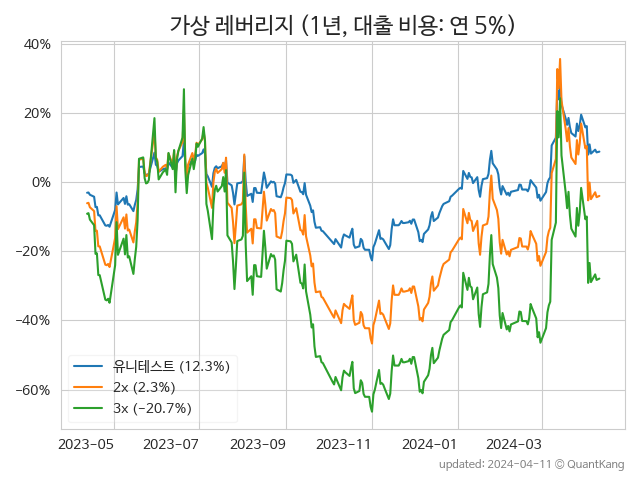 가상 레버리지 (1년, 대출 비용: 연 5%)
40%
20%
0%
−20%
−40%
−60%
유니테스트 (12.3%)
2x (2.3%)
3x (−20.7%)
2023-05 2023-07 2023-09 2023-11 2024-01 2024-03
updated: 2024-04-11 © QuantKang